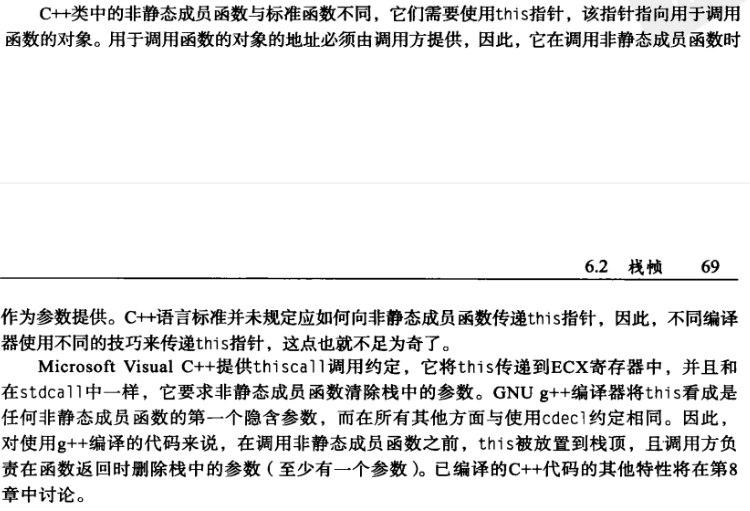 C++类中的非静态成员函数与标准函数不同，它们需要使用this指针，该指针指向用于调用
函数的对象。用于调用函数的对象的地址必须由调用方提供，因此，它在调用非静态成员函数时
6.2 栈帧 69
作为参数提供。C++语言标准并未规定应如何向非静态成员函数传递this指针，因此，不同编译
器使用不同的技巧来传递this指针，这点也就不足为奇了。
Microsoft Visual C++提供thiscall调用约定，它将this传递到ECX寄存器中，并且和
在stdcall中一样，它要求非静态成员函数清除栈中的参数。GNU g++编译器将this看成是
任何非静态成员函数的第一个隐含参数，而在所有其他方面与使用cdecl约定相同。因此，
对使用g++编译的代码来说，在调用非静态成员函数之前，this被放置到栈顶，且调用方负
责在函数返回时删除栈中的参数（至少有一个参数）。已编译的C++代码的其他特性将在第8
章中讨论。